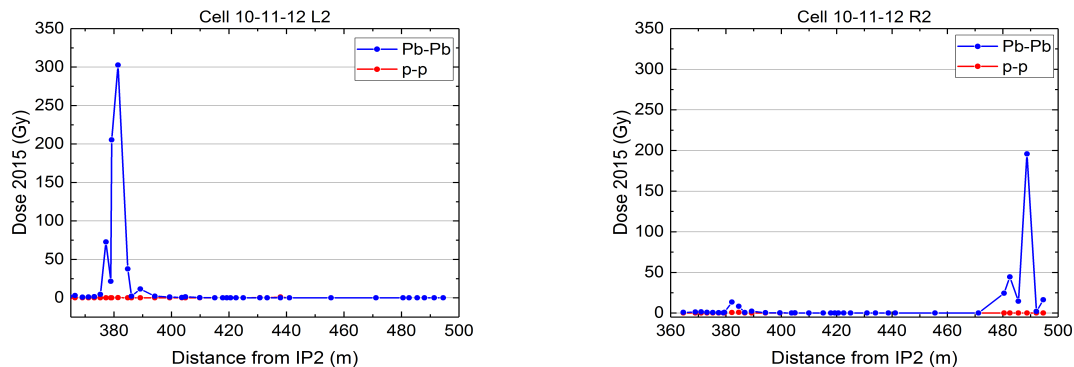 Cell 10-11-12 L2
Dose 2015 (Gy)
350
300
250
200
150
100
50
0
Pb-Pb
p-p
380 400 420 440 460 480 500
Distance from IP2 (m)
Cell 10-11-12 R2
Dose 2015 (Gy)
350
300
250
200
150
100
50
0
Pb-Pb
p-p
360 380 400 420 440 460 480 500
Distance from IP2 (m)